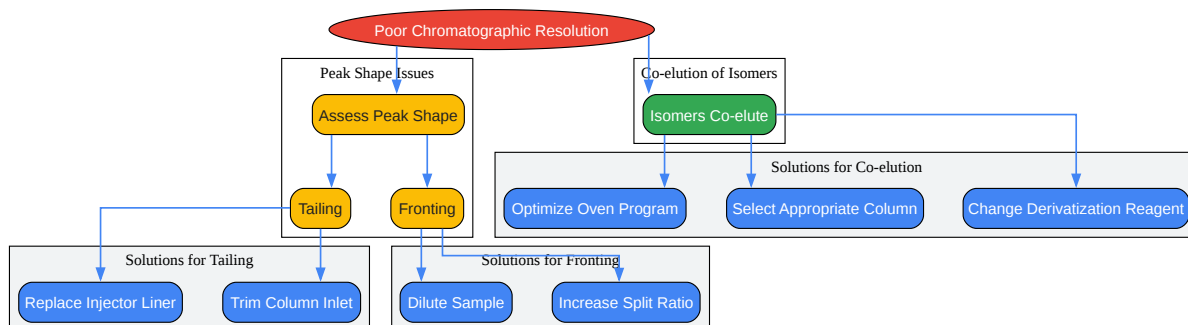 Poor Chromatographic Resolution
Peak Shape Issues
Co-elution of Isomers
Assess Peak Shape
Isomers Co-elute
Solutions for Co-elution
Tailing
Fronting
Optimize Oven Program
Select Appropriate Column
Change Derivatization Reagent
Solutions for Tailing
Solutions for Fronting
Replace Injector Liner
Trim Column Inlet
Dilute Sample
Increase Split Ratio